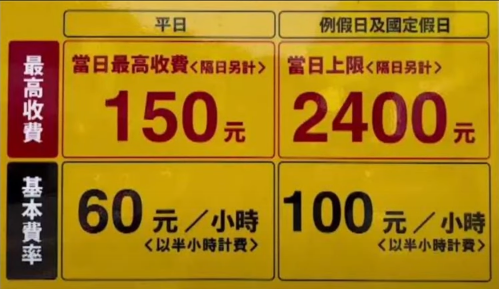 平日
例假日及國定假日
最高收費
當日最高收費<隔日另計>
150元
當日上限<隔日另計>
2400元
基本費率
60元／小時
<以半小時計費>
100元／小時
<以半小時計費>